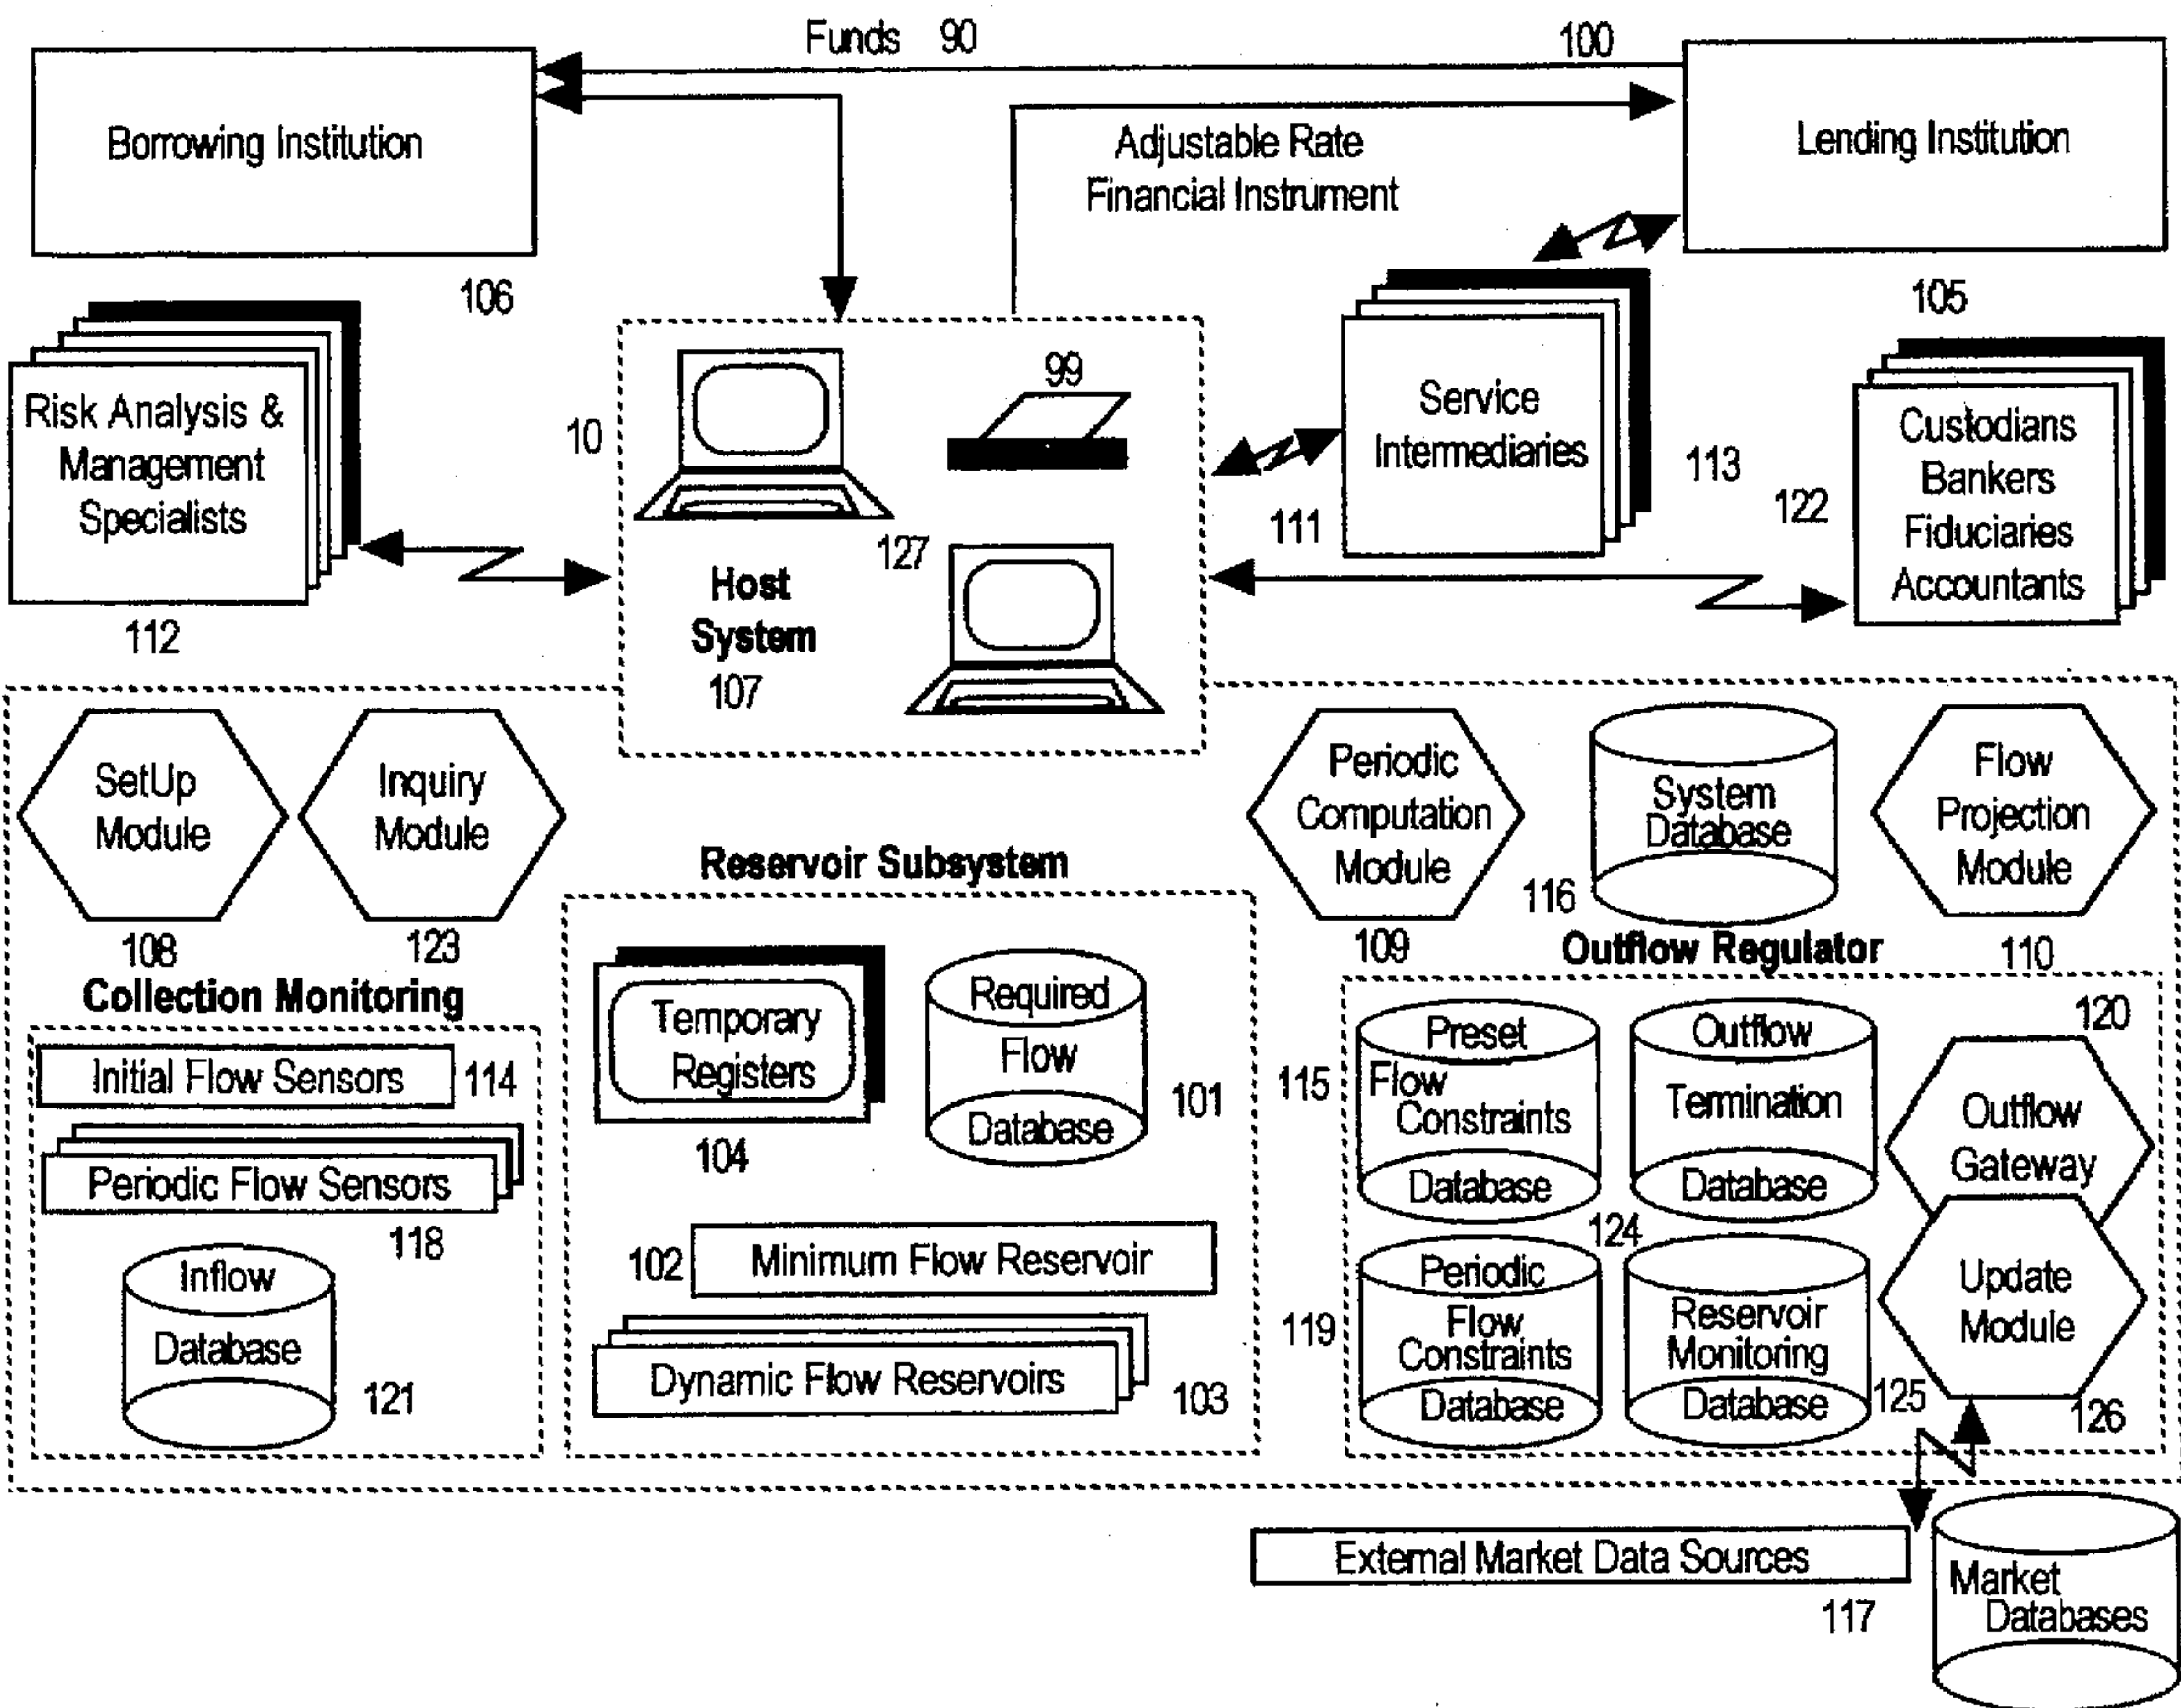 Funds 90
100
Borrowing Institution
Adjustable Rate
Financial Instrument
Lending Institution
106
105
Risk Analysis &
Management
Specialists
112
10
99
127
Host
System
107
Service
Intermediaries
111
113
122
Custodians
Bankers
Fiduciaries
Accountants
SetUp
Module
108
Inquiry
Module
123
Periodic
Computation
Module
109
System
Database
116
Flow
Projection
Module
110
Collection Monitoring
Initial Flow Sensors
114
Periodic Flow Sensors
118
Inflow
Database
121
Reservoir Subsystem
Temporary
Registers
104
Required
Flow
Database
101
102
Minimum Flow Reservoir
Dynamic Flow Reservoirs
103
Outflow Regulator
115
Preset
Flow
Constraints
Database
Outflow
Termination
Database
124
120
Outflow
Gateway
119
Periodic
Flow
Constraints
Database
Reservoir
Monitoring
Database
125
Update
Module
126
External Market Data Sources
117
Market
Databases